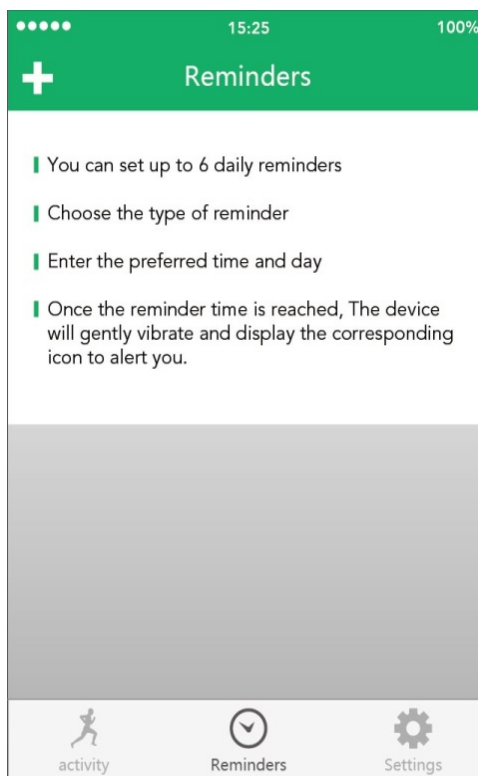 15:25
100%
Reminders
You can set up to 6 daily reminders
Choose the type of reminder
Enter the preferred time and day
Once the reminder time is reached, The device
will gently vibrate and display the corresponding
icon to alert you.
activity
Reminders
Settings